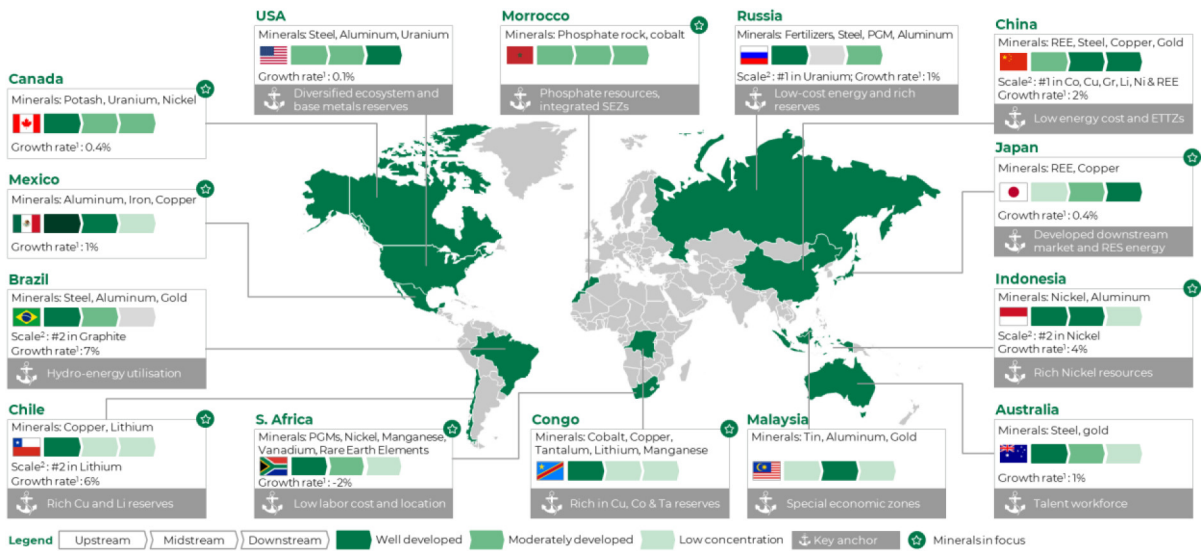 USA
Minerals: Steel, Aluminum, Uranium
Growth rate¹: 0.1%
Diversified ecosystem and
base metals reserves
Morrocco
Minerals: Phosphate rock, cobalt
Phosphate resources,
integrated SEZs
Russia
Minerals: Fertilizers, Steel, PGM, Aluminum
Scale²: #1 in Uranium; Growth rate¹: 1%
Low-cost energy and rich
reserves
China
Minerals: REE, Steel, Copper, Gold
Scale²: #1 in Co, Cu, Gr, Li, Ni & REE
Growth rate¹: 2%
Low energy cost and ETTZs
Canada
Minerals: Potash, Uranium, Nickel
Growth rate¹: 0.4%
Japan
Minerals: REE, Copper
Growth rate¹: 0.4%
Developed downstream
market and RES energy
Mexico
Minerals: Aluminum, Iron, Copper
Growth rate¹: 1%
Brazil
Minerals: Steel, Aluminum, Gold
Scale²: #2 in Graphite
Growth rate¹: 7%
Hydro-energy utilisation
Indonesia
Minerals: Nickel, Aluminum
Scale²: #2 in Nickel
Growth rate¹: 4%
Rich Nickel resources
Chile
Minerals: Copper, Lithium
Scale²: #2 in Lithium
Growth rate¹: 6%
Rich Cu and Li reserves
S. Africa
Minerals: PGMs, Nickel, Manganese,
Vanadium, Rare Earth Elements
Growth rate¹: -2%
Low labor cost and location
Congo
Minerals: Cobalt, Copper,
Tantalum, Lithium, Manganese
Rich in Cu, Co & Ta reserves
Malaysia
Minerals: Tin, Aluminum, Gold
Special economic zones
Australia
Minerals: Steel, gold
Growth rate¹: 1%
Talent workforce
Legend Upstream Midstream Downstream Well developed Moderately developed Low concentration Key anchor Minerals in focus